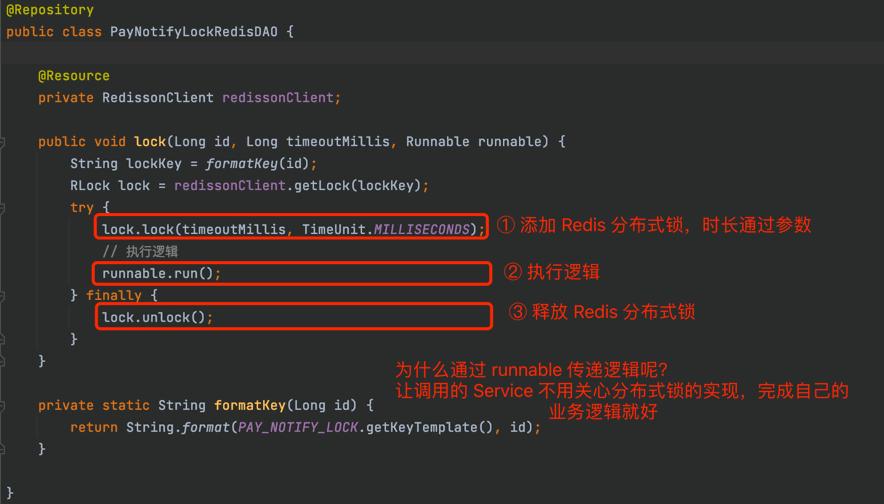 @Repository
public class PayNotifyLockRedisDAO {
@Resource
private RedissonClient redissonClient;
public void lock(Long id, Long timeoutMillis, Runnable runnable) {
String lockKey = formatKey(id);
RLock lock = redissonClient.getLock(lockKey);
try {
lock.lock(timeoutMillis, TimeUnit.MILLISECONDS); ① 添加 Redis 分布式锁，时长通过参数
// 执行逻辑
runnable.run(); ② 执行逻辑
} finally {
lock.unlock(); ③ 释放 Redis 分布式锁
}
}
为什么通过 runnable 传递逻辑呢?
让调用的 Service 不用关心分布式锁的实现，完成自己的
业务逻辑就好
private static String formatKey(Long id) {
return String.format(PAY_NOTIFY_LOCK.getKeyTemplate(), id);
}
}